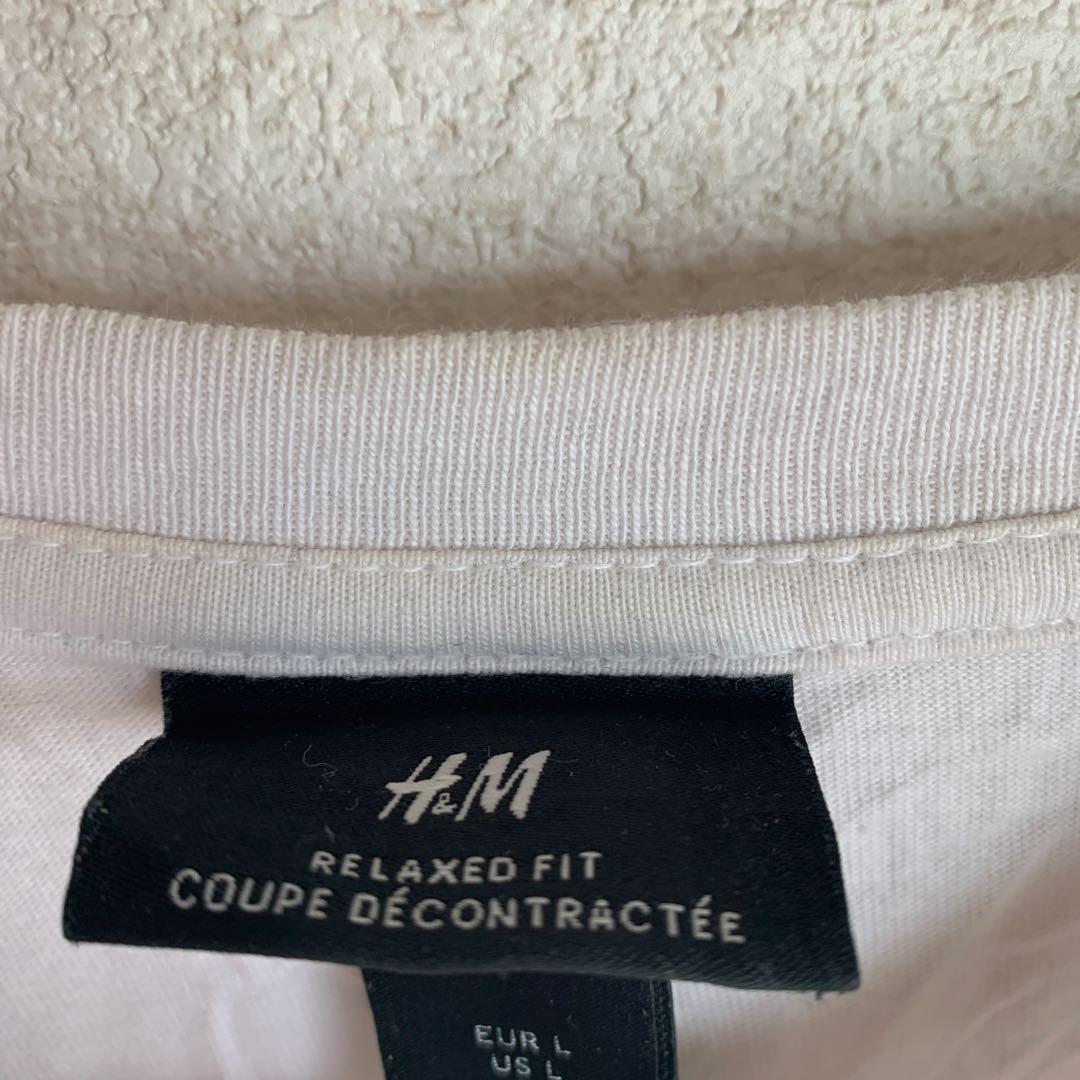 H&M
RELAXED FIT
COUPE DÉCONTRACTÉE
EUR L
US L